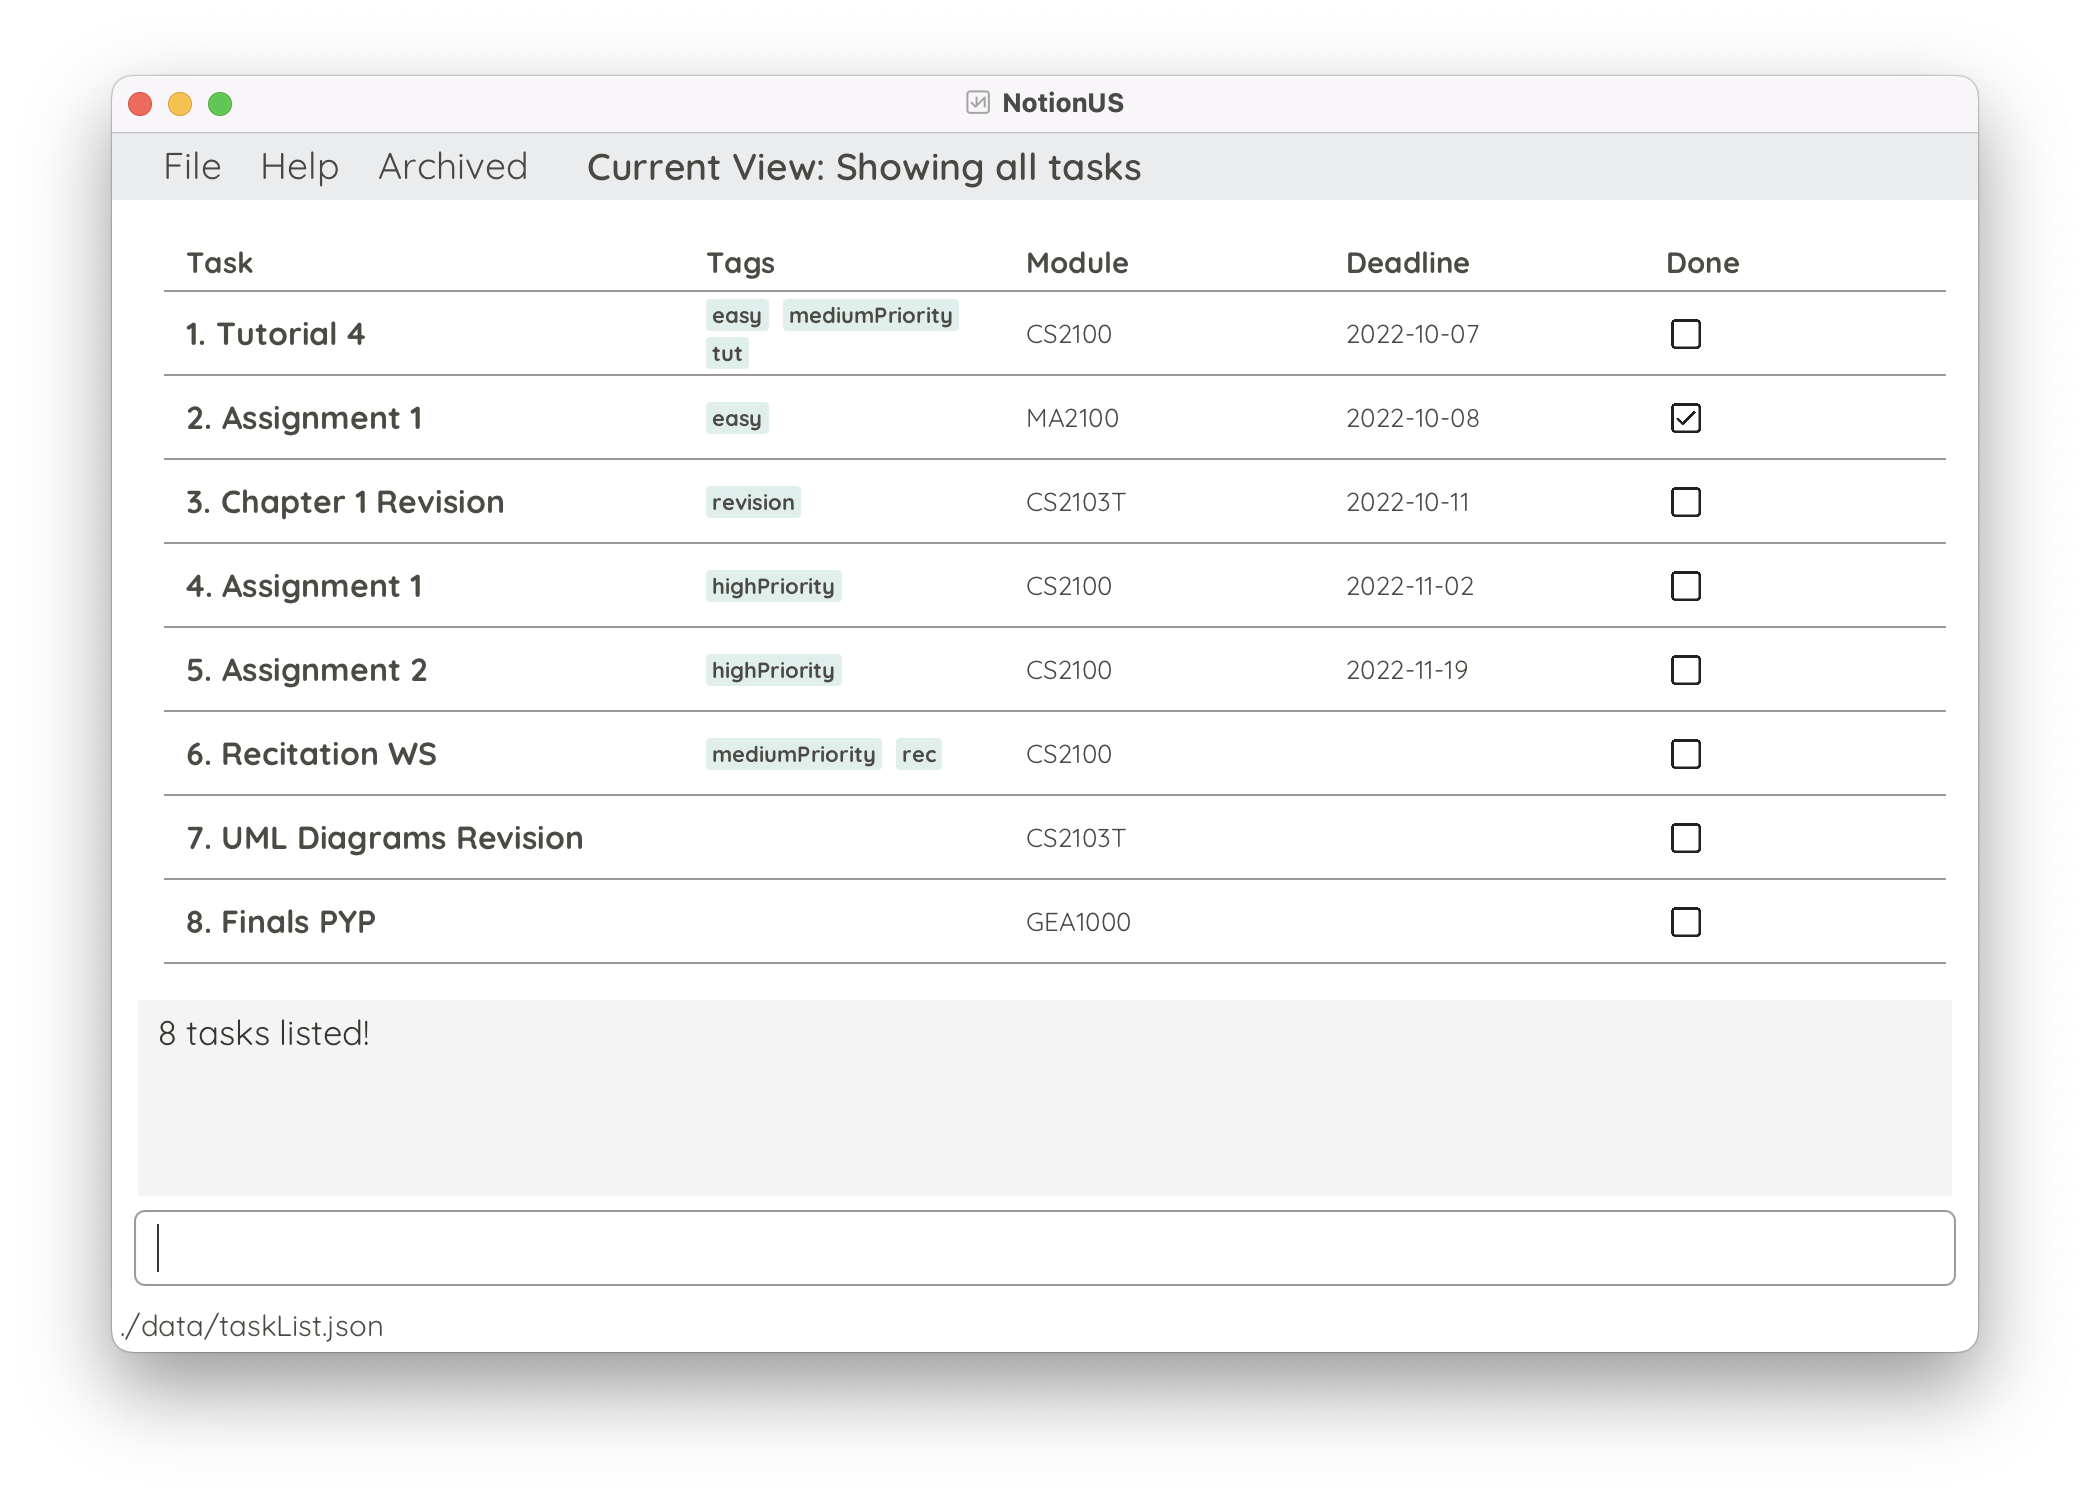 NotionUS
File Help Archived Current View: Showing all tasks
Task Tags Module Deadline Done
1. Tutorial 4 easy mediumPriority tut CS2100 2022-10-07
2. Assignment 1 easy MA2100 2022-10-08
3. Chapter 1 Revision revision CS2103T 2022-10-11
4. Assignment 1 highPriority CS2100 2022-11-02
5. Assignment 2 highPriority CS2100 2022-11-19
6. Recitation WS mediumPriority rec CS2100
7. UML Diagrams Revision CS2103T
8. Finals PYP GEA1000
8 tasks listed!
./data/taskList.json